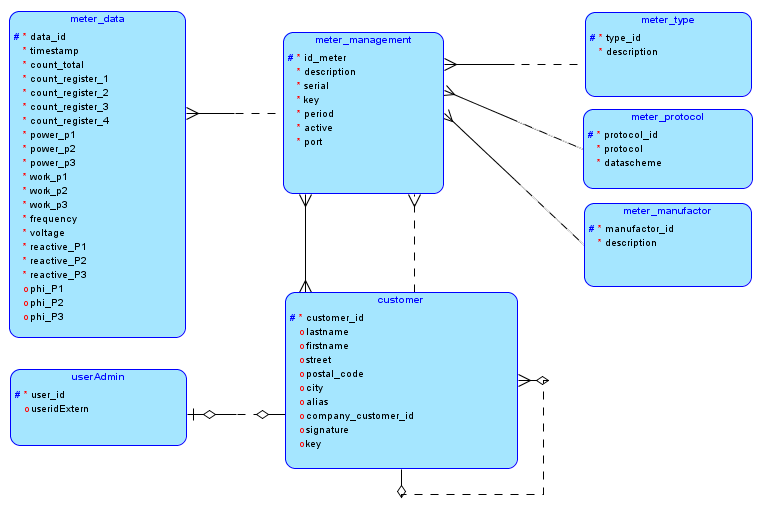 meter_data
# * data_id
* timestamp
* count_total
* count_register_1
* count_register_2
* count_register_3
* count_register_4
* power_p1
* power_p2
* power_p3
* work_p1
* work_p2
* work_p3
* frequency
* voltage
* reactive_P1
* reactive_P2
* reactive_P3
o phi_P1
o phi_P2
o phi_P3
meter_management
# * id_meter
* description
* serial
* key
* period
* active
* port
meter_type
# * type_id
* description
meter_protocol
# * protocol_id
* protocol
* datascheme
meter_manufactor
# * manufactor_id
* description
userAdmin
# * user_id
o useridExtern
customer
# * customer_id
o lastname
o firstname
o street
o postal_code
o city
o alias
o company_customer_id
o signature
o key